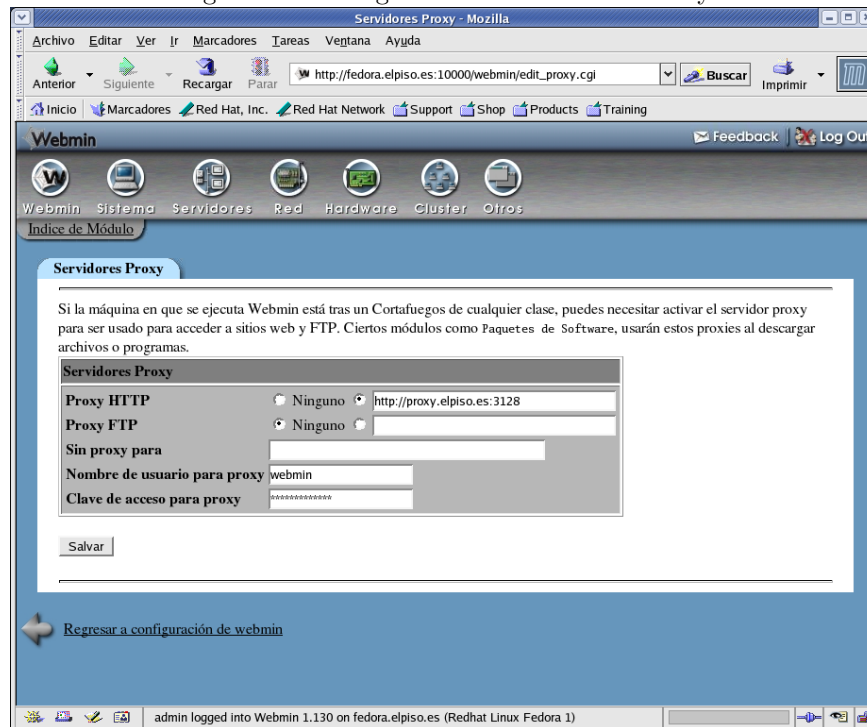 Servidores Proxy - Mozilla
Archivo Editar Ver Ir Marcadores Tareas Ventana Ayuda
Anterior Siguiente Recargar Parar http://fedora.elpiso.es:10000/webmin/edit_proxy.cgi Buscar Imprimir
Inicio Marcadores Red Hat, Inc. Red Hat Network Support Shop Products Training
Webmin Feedback Log Out
Webmin Sistema Servidores Red Hardware Cluster Otros
Indice de Módulo
Servidores Proxy
Si la máquina en que se ejecuta Webmin está tras un Cortafuegos de cualquier clase, puedes necesitar activar el servidor proxy
para ser usado para acceder a sitios web y FTP. Ciertos módulos como Paquetes de Software, usarán estos proxies al descargar
archivos o programas.
Servidores Proxy
Proxy HTTP Ninguno http://proxy.elpiso.es:3128
Proxy FTP Ninguno
Sin proxy para
Nombre de usuario para proxy webmin
Clave de acceso para proxy *************
Salvar
Regresar a configuración de webmin
admin logged into Webmin 1.130 on fedora.elpiso.es (Redhat Linux Fedora 1)